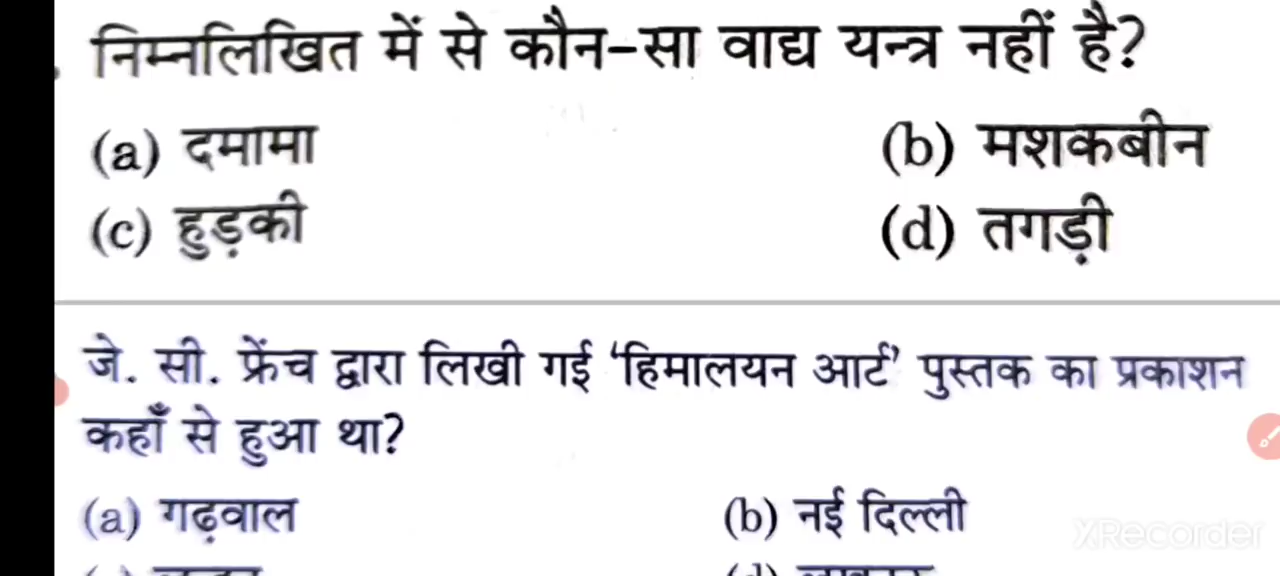 निम्नलिखित में से कौन-सा वाद्य यन्त्र नहीं है?
(a) दमामा (b) मशकबीन
(c) हुड़की (d) तगड़ी
जे. सी. फ्रेंच द्वारा लिखी गई ‘हिमालयन आर्ट’ पुस्तक का प्रकाशन
कहाँ से हुआ था?
(a) गढ़वाल (b) नई दिल्ली
XRecorder